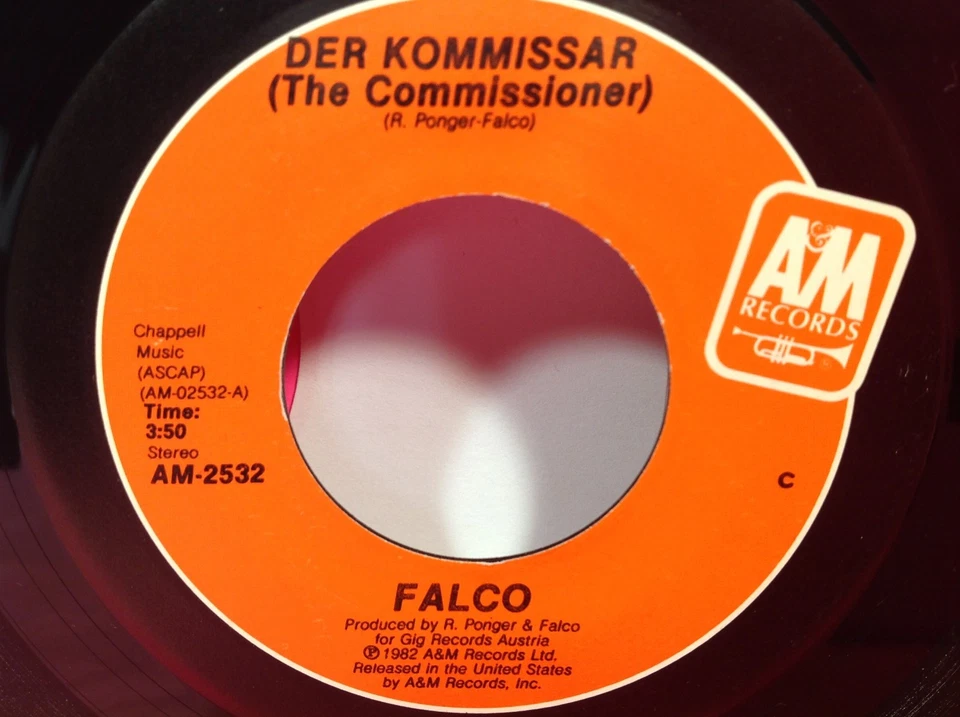 DER KOMMISSAR
(The Commissioner)
(R. Ponger-Falco)
A&M
RECORDS
Chappell
Music
(ASCAP)
(AM-02532-A)
Time:
3:50
Stereo
AM-2532
C
FALCO
Produced by R. Ponger & Falco
for Gig Records Austria
℗ 1982 A&M Records Ltd.
Released in the United States
by A&M Records, Inc.